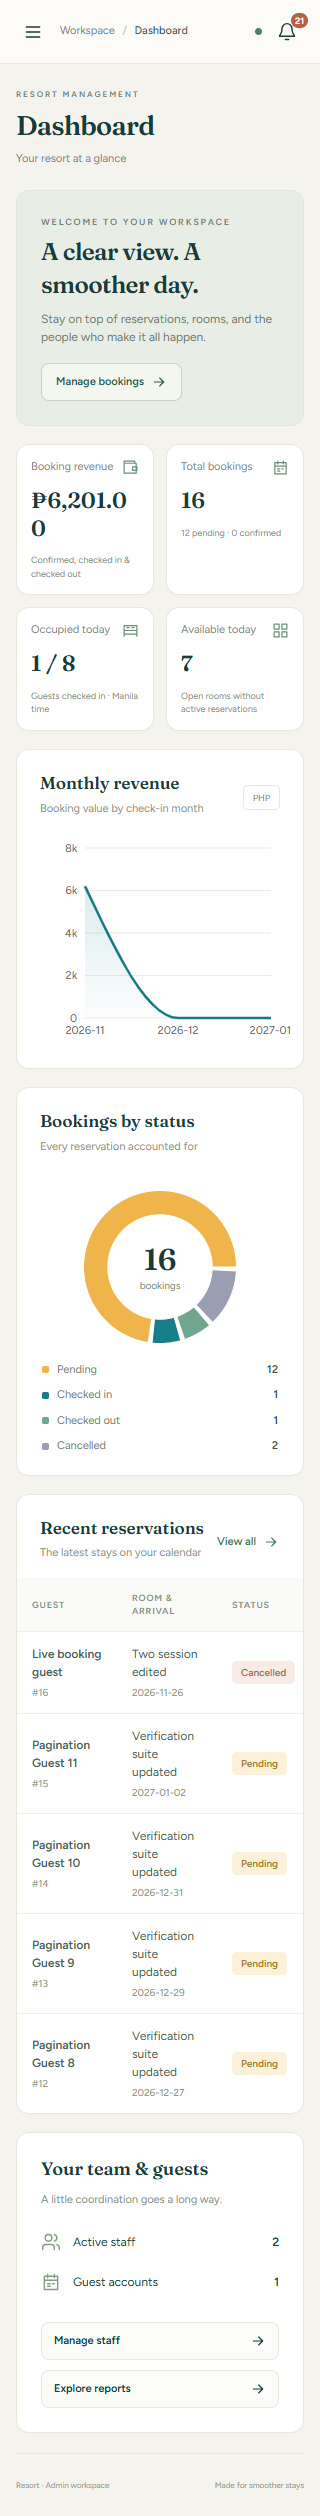 Workspace / Dashboard
21
RESORT MANAGEMENT
Dashboard
Your resort at a glance
WELCOME TO YOUR WORKSPACE
A clear view. A
smoother day.
Stay on top of reservations, rooms, and the
people who make it all happen.
Manage bookings
Booking revenue
₱6,201.0
0
Confirmed, checked in &
checked out
Total bookings
16
12 pending · 0 confirmed
Occupied today
1 / 8
Guests checked in · Manila
time
Available today
7
Open rooms without
active reservations
Monthly revenue
Booking value by check-in month
PHP
8k
6k
4k
2k
0
2026-11 2026-12 2027-01
Bookings by status
Every reservation accounted for
16
bookings
Pending 12
Checked in 1
Checked out 1
Cancelled 2
Recent reservations
The latest stays on your calendar
View all
GUEST
ROOM &
ARRIVAL
STATUS
Live booking
guest
#16
Two session
edited
2026-11-26
Cancelled
Pagination
Guest 11
#15
Verification
suite
updated
2027-01-02
Pending
Pagination
Guest 10
#14
Verification
suite
updated
2026-12-31
Pending
Pagination
Guest 9
#13
Verification
suite
updated
2026-12-29
Pending
Pagination
Guest 8
#12
Verification
suite
updated
2026-12-27
Pending
Your team & guests
A little coordination goes a long way.
Active staff 2
Guest accounts 1
Manage staff
Explore reports
Resort · Admin workspace
Made for smoother stays